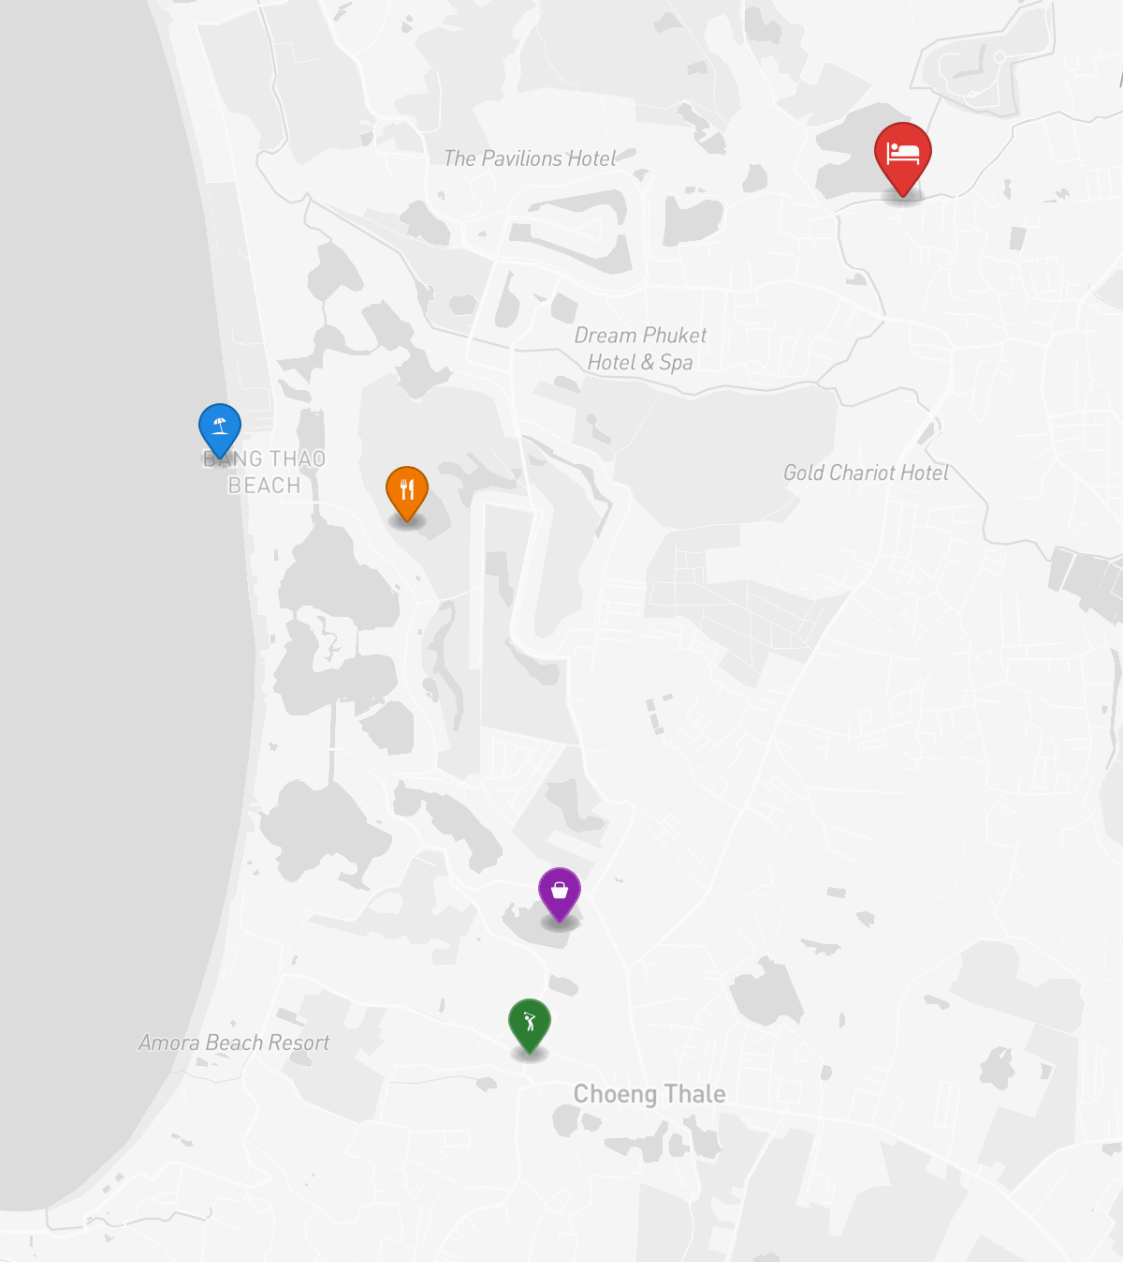 The Pavilions Hotel
Dream Phuket
Hotel & Spa
BANG THAO
BEACH
Gold Chariot Hotel
Amora Beach Resort
Choeng Thale